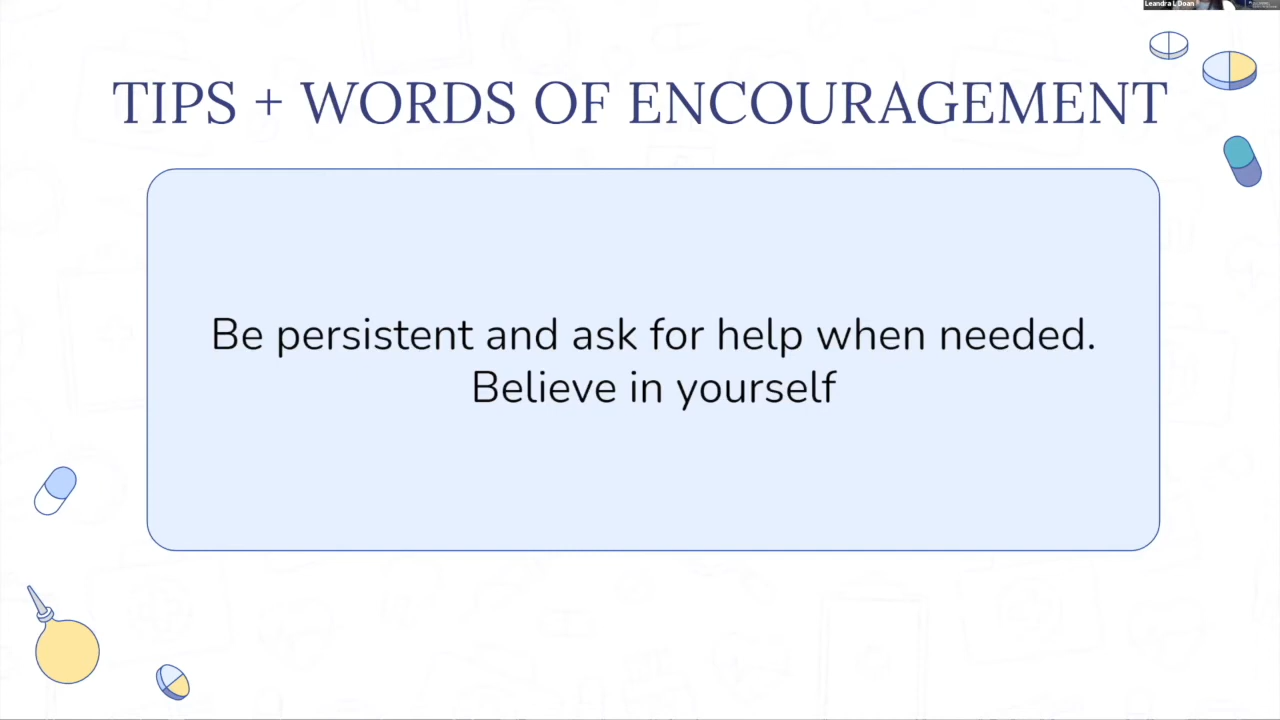 Leandra L Doan
TIPS + WORDS OF ENCOURAGEMENT
Be persistent and ask for help when needed.
Believe in yourself